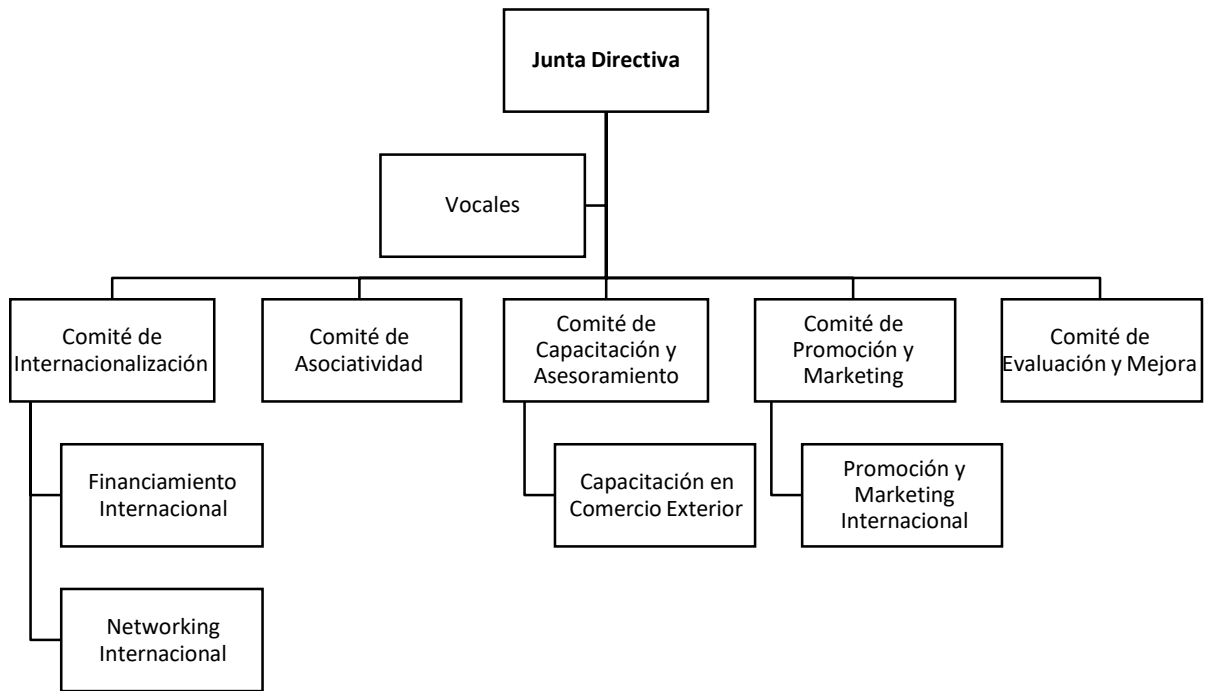 Junta Directiva
Vocales
Comité de
Internacionalización
Comité de
Asociatividad
Comité de
Capacitación y
Asesoramiento
Comité de
Promoción y
Marketing
Comité de
Evaluación y Mejora
Financiamiento
Internacional
Capacitación en
Comercio Exterior
Promoción y
Marketing
Internacional
Networking
Internacional